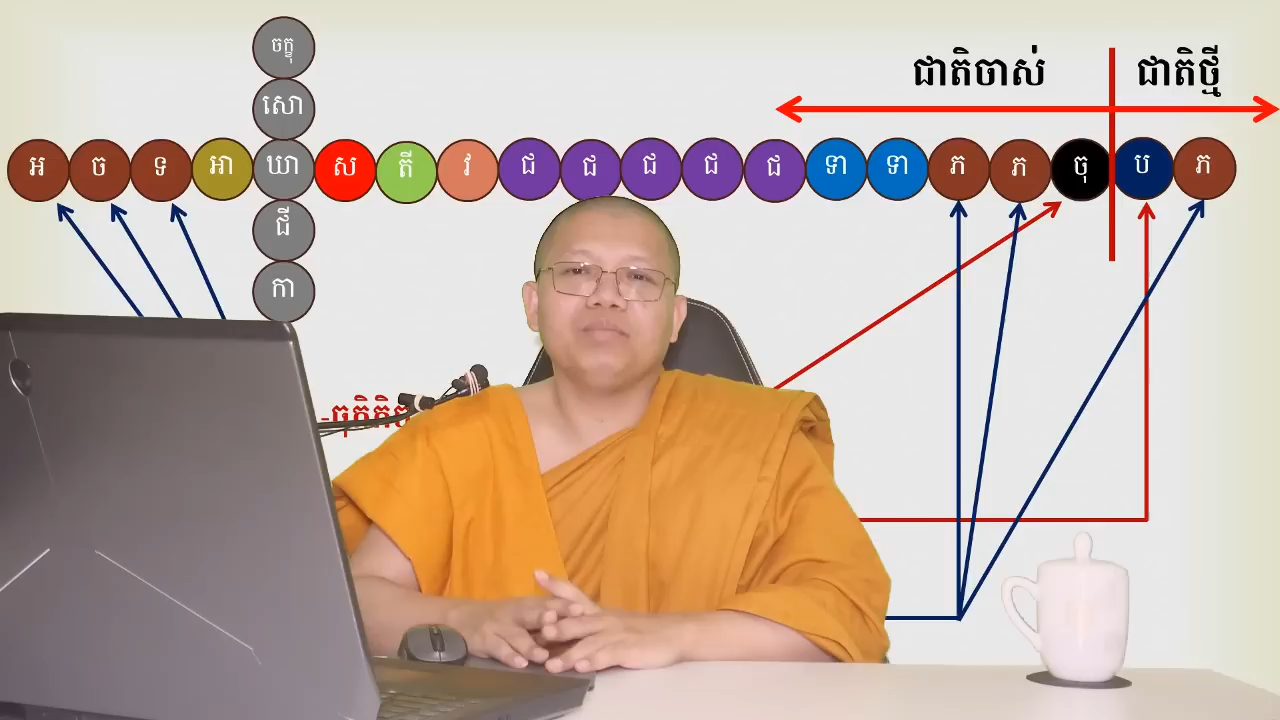 ចក្ខុ
សោ
ជាតិចាស់ ជាតិថ្មី
អ ច ទ អា ឃា ស តី វ ជ ជ ជ ជ ជ ទា ទា ភ ភ ចុ ប ភ
ជី
កា